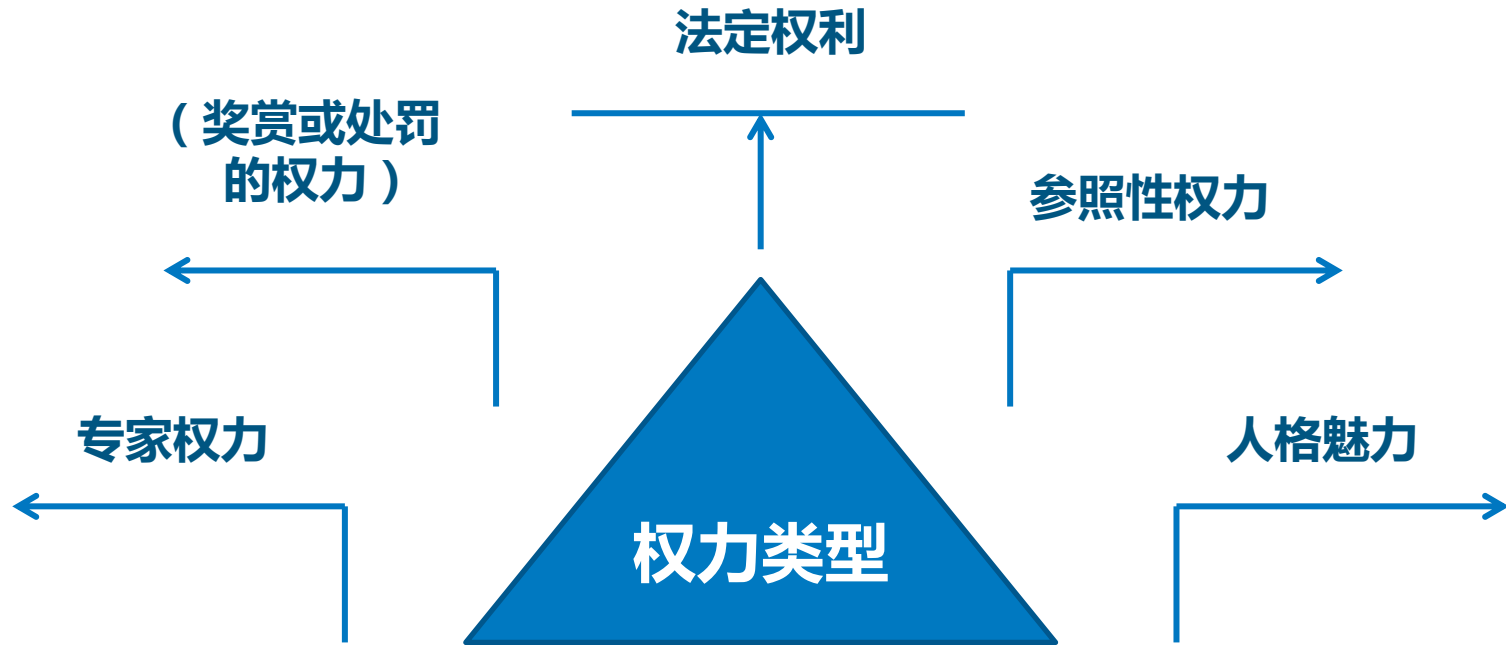 法定权利
（奖赏或处罚
的权力）
参照性权力
专家权力
人格魅力
权力类型